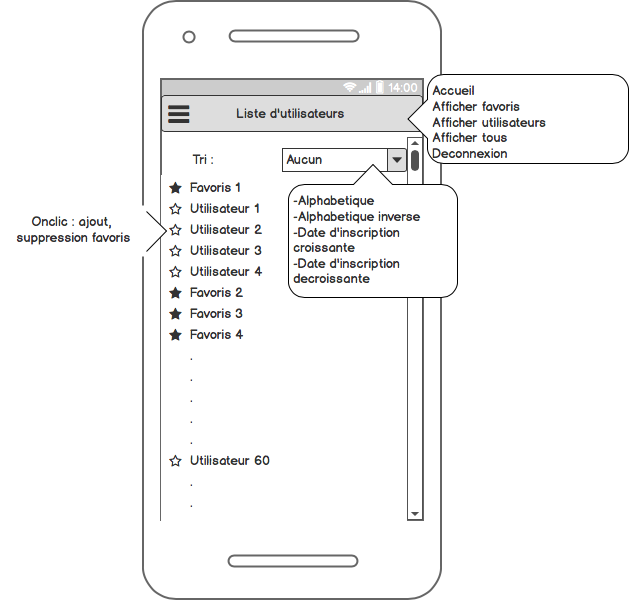 14:00
Liste d'utilisateurs
Accueil
Afficher favoris
Afficher utilisateurs
Afficher tous
Deconnexion
Tri :
Aucun
-Alphabetique
-Alphabetique inverse
-Date d'inscription
croissante
-Date d'inscription
decroissante
Onclic : ajout,
suppression favoris
Favoris 1
Utilisateur 1
Utilisateur 2
Utilisateur 3
Utilisateur 4
Favoris 2
Favoris 3
Favoris 4
.
.
.
.
.
Utilisateur 60
.
.